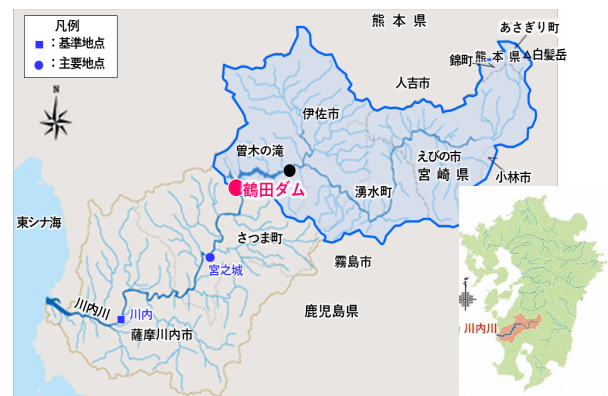 凡例
■ ：基準地点
● ：主要地点
N
熊本県
あさぎり町
錦町
熊本県
△白髪岳
人吉市
伊佐市
曽木の滝
えびの市
宮崎県
小林市
湧水町
鶴田ダム
東シナ海
さつま町
霧島市
宮之城
鹿児島県
川内川
川内
薩摩川内市
川内川